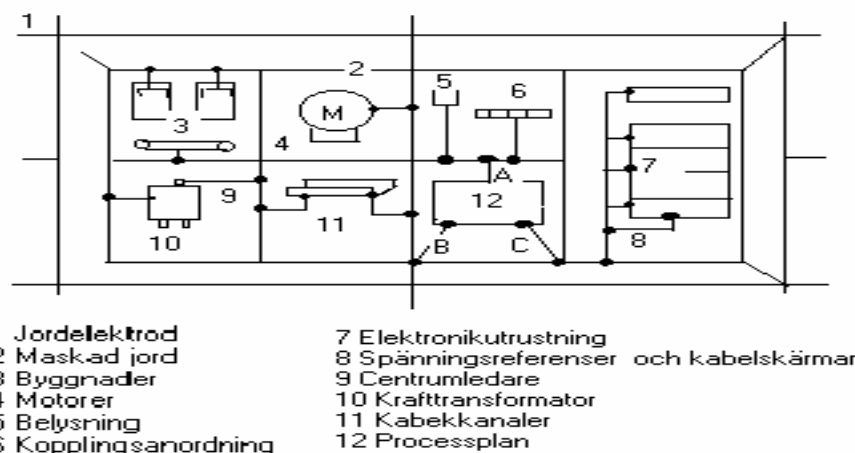 1
2
5
6
3
M
4
A
7
12
9
11
10
B
C
8
Jordelektrod
2 Maskad jord
3 Byggnadler
4 Motorer
5 Belysning
6 Kopplingsanordning
7 Elektronikutrustning
8 Spänningsreferenser och kabelskärmar
9 Centrumledare
10 Krafttransformator
11 Kabekkanaler
12 Processplan